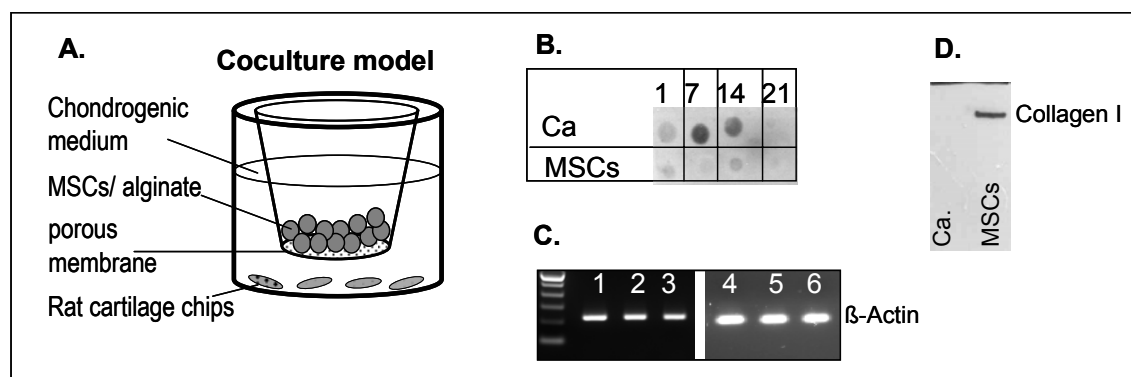 A.
Coculture model
Chondrogenic
medium
MSCs/ alginate
porous
membrane
Rat cartilage chips
B.
1 7 14 21
Ca
MSCs
C.
1 2 3 4 5 6
ß-Actin
D.
Collagen I
Ca.
MSCs